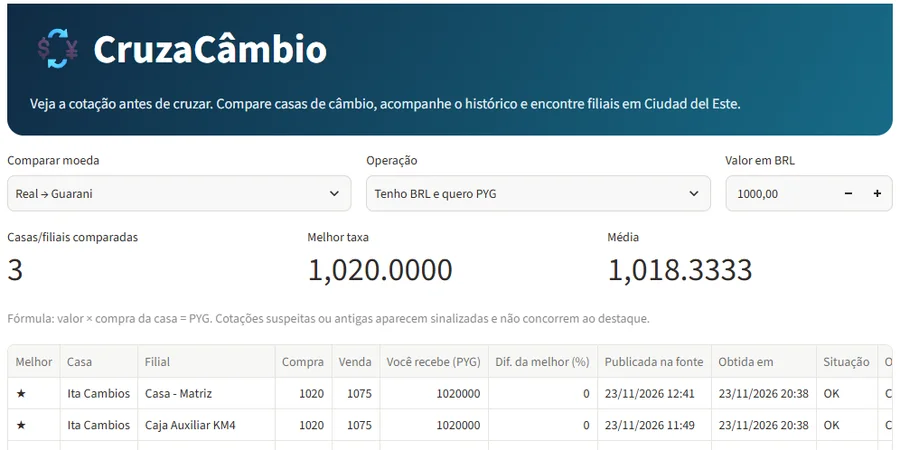 CruzaCâmbio
Veja a cotação antes de cruzar. Compare casas de câmbio, acompanhe o histórico e encontre filiais em Ciudad del Este.
Comparar moeda Operação Valor em BRL
Real → Guarani Tenho BRL e quero PYG 1000,00 − +
Casas/filiais comparadas Melhor taxa Média
3 1,020.0000 1,018.3333
Fórmula: valor × compra da casa = PYG. Cotações suspeitas ou antigas aparecem sinalizadas e não concorrem ao destaque.
Melhor Casa Filial Compra Venda Você recebe (PYG) Dif. da melhor (%) Publicada na fonte Obtida em Situação
★ Ita Cambios Casa - Matriz 1020 1075 1020000 0 23/11/2026 12:41 23/11/2026 20:38 OK
★ Ita Cambios Caja Auxiliar KM4 1020 1075 1020000 0 23/11/2026 11:49 23/11/2026 20:38 OK